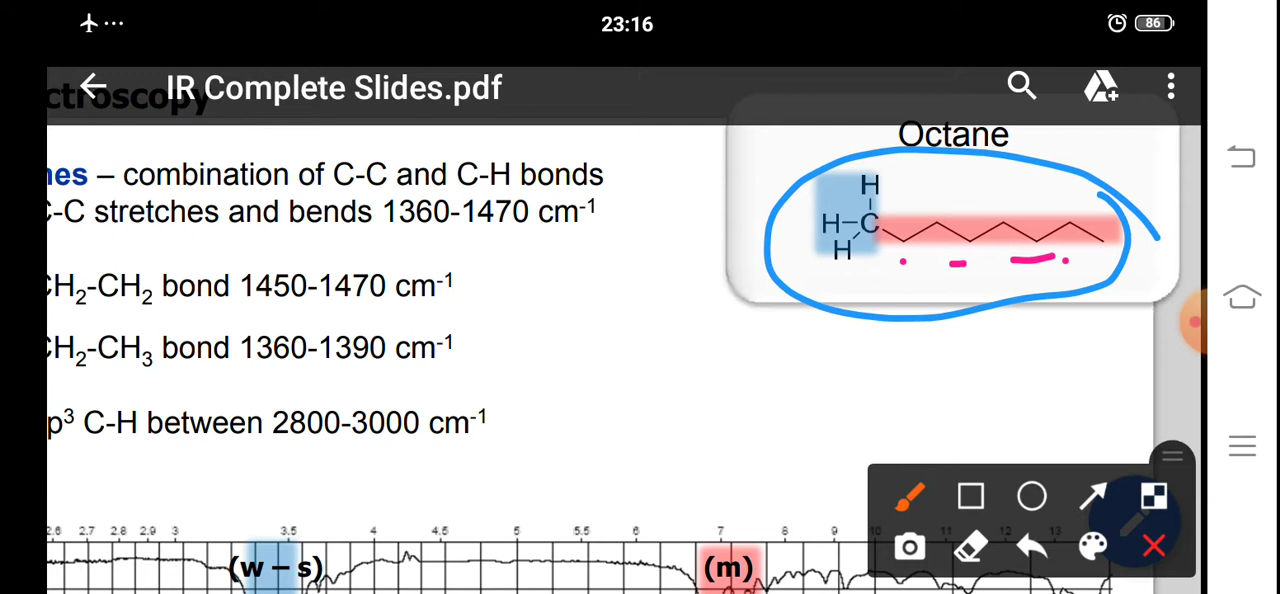 23:16
86
IR Complete Slides.pdf
ctroscopy
Octane
nes – combination of C-C and C-H bonds
C-C stretches and bends 1360-1470 cm-1
CH2-CH2 bond 1450-1470 cm-1
CH2-CH3 bond 1360-1390 cm-1
p3 C-H between 2800-3000 cm-1
H
H–C
H
2.6 2.7 2.8 2.9 3 3.5 4 4.5 5 5.5 6 7 8 9 10 11 12 13
(w – s) (m)